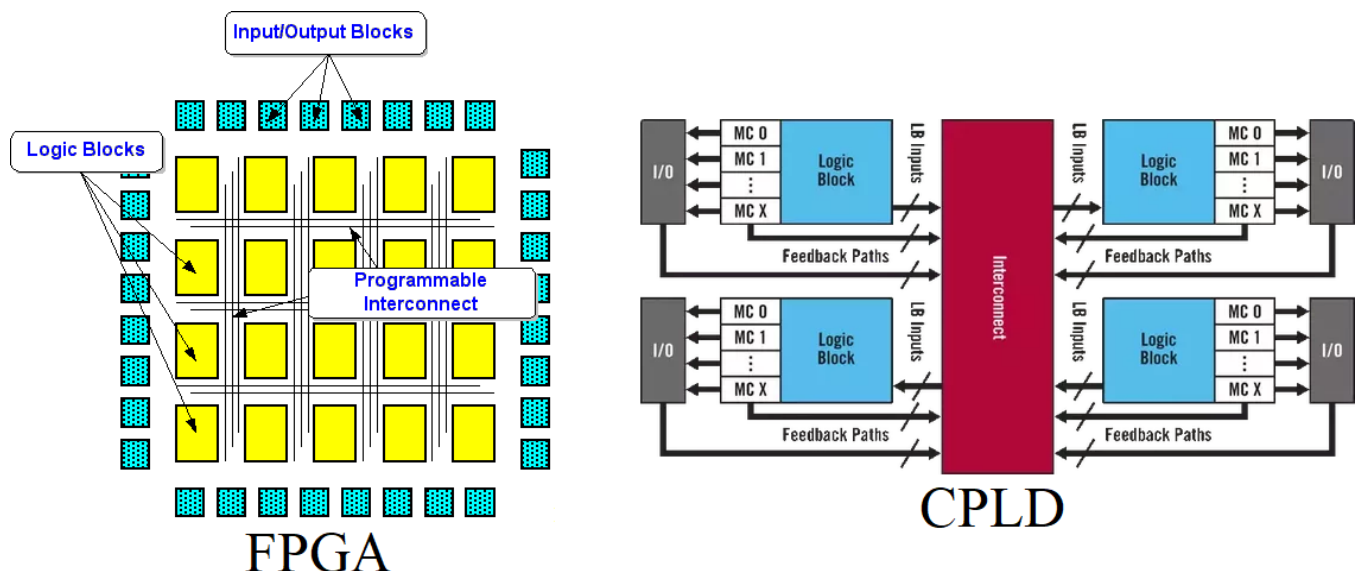 Input/Output Blocks
Logic Blocks
Programmable
Interconnect
FPGA
I/O
MC 0
MC 1
⋮
MC X
Logic
Block
LB Inputs
Feedback Paths
Interconnect
LB Inputs
Logic
Block
MC 0
MC 1
⋮
MC X
I/O
Feedback Paths
I/O
MC 0
MC 1
⋮
MC X
Logic
Block
LB Inputs
Feedback Paths
LB Inputs
Logic
Block
MC 0
MC 1
⋮
MC X
I/O
Feedback Paths
CPLD